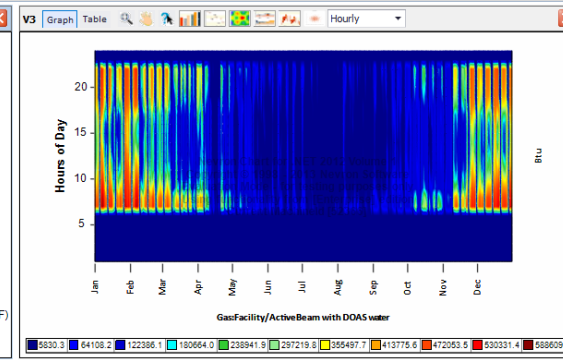 V3 Graph Table Hourly
20
15
10
5
Hours of Day
Btu
Jan Feb Mar Apr May Jun Jul Aug Sep Oct Nov Dec
Gas:Facility/ActiveBeam with DOAS water
F)
5830.3 64108.2 122386.1 180664.0 238941.9 297219.8 355497.7 413775.6 472053.5 530331.4 588609